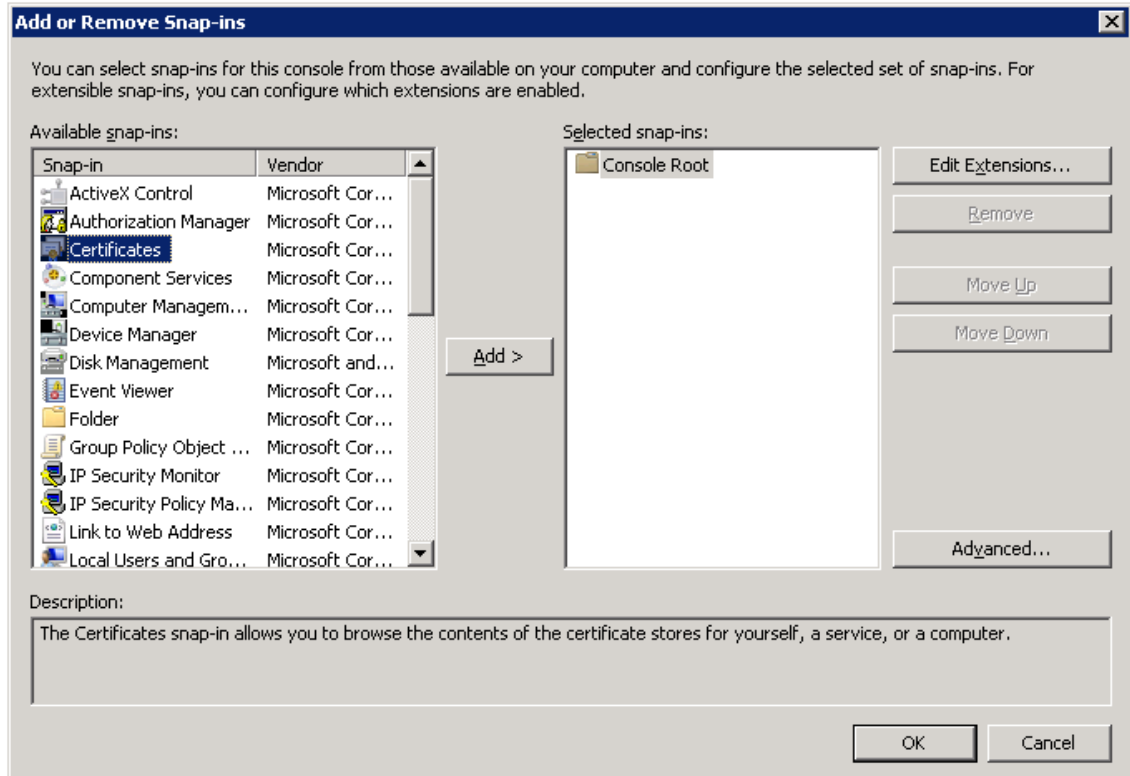 Add or Remove Snap-ins
You can select snap-ins for this console from those available on your computer and configure the selected set of snap-ins. For
extensible snap-ins, you can configure which extensions are enabled.
Available snap-ins:
Snap-in Vendor
ActiveX Control Microsoft Cor...
Authorization Manager Microsoft Cor...
Certificates Microsoft Cor...
Component Services Microsoft Cor...
Computer Managem... Microsoft Cor...
Device Manager Microsoft Cor...
Disk Management Microsoft and...
Event Viewer Microsoft Cor...
Folder Microsoft Cor...
Group Policy Object ... Microsoft Cor...
IP Security Monitor Microsoft Cor...
IP Security Policy Ma... Microsoft Cor...
Link to Web Address Microsoft Cor...
Local Users and Gro... Microsoft Cor...
Add >
Selected snap-ins:
Console Root
Edit Extensions...
Remove
Move Up
Move Down
Advanced...
Description:
The Certificates snap-in allows you to browse the contents of the certificate stores for yourself, a service, or a computer.
OK Cancel